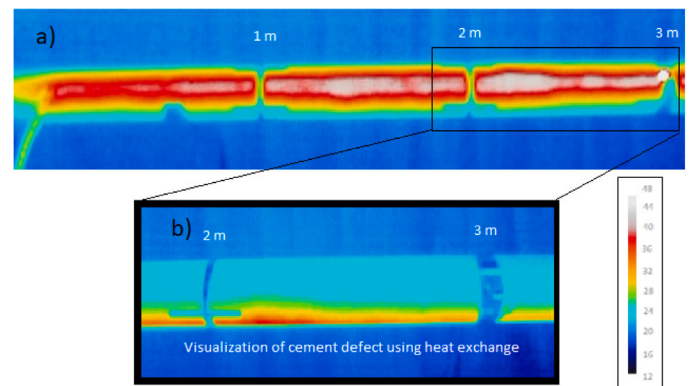 a)
1 m
2 m
3 m
b)
2 m
3 m
Visualization of cement defect using heat exchange
48
44
40
36
32
28
24
20
16
12